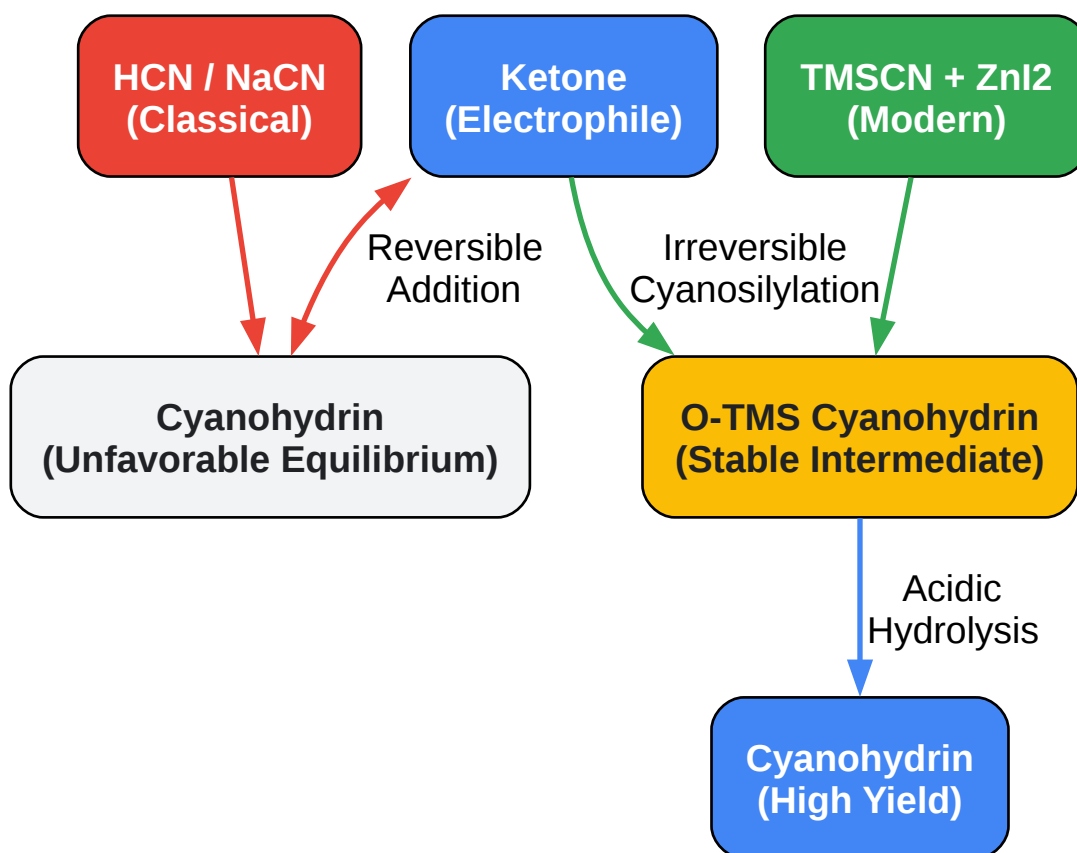 HCN / NaCN
(Classical)
Ketone
(Electrophile)
TMSCN + ZnI2
(Modern)
Reversible
Addition
Irreversible
Cyanosilylation
Cyanohydrin
(Unfavorable Equilibrium)
O-TMS Cyanohydrin
(Stable Intermediate)
Acidic
Hydrolysis
Cyanohydrin
(High Yield)